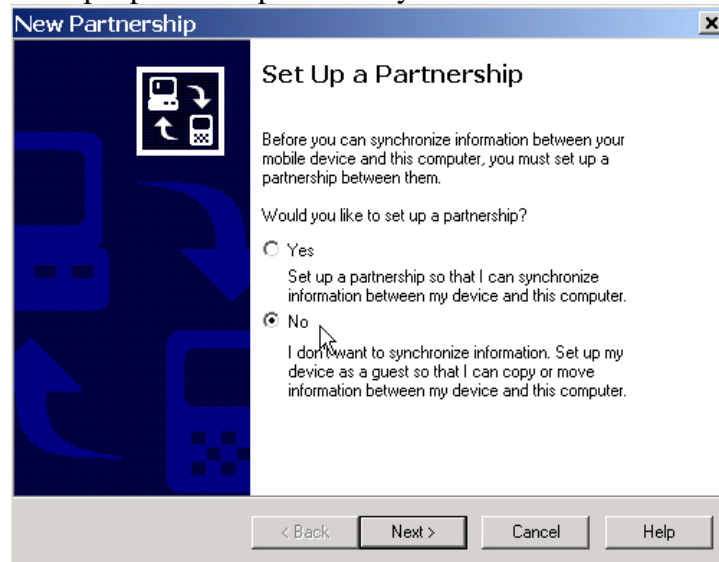 New Partnership
Set Up a Partnership
Before you can synchronize information between your
mobile device and this computer, you must set up a
partnership between them.
Would you like to set up a partnership?
Yes
Set up a partnership so that I can synchronize
information between my device and this computer.
No
I don't want to synchronize information. Set up my
device as a guest so that I can copy or move
information between my device and this computer.
< Back Next > Cancel Help